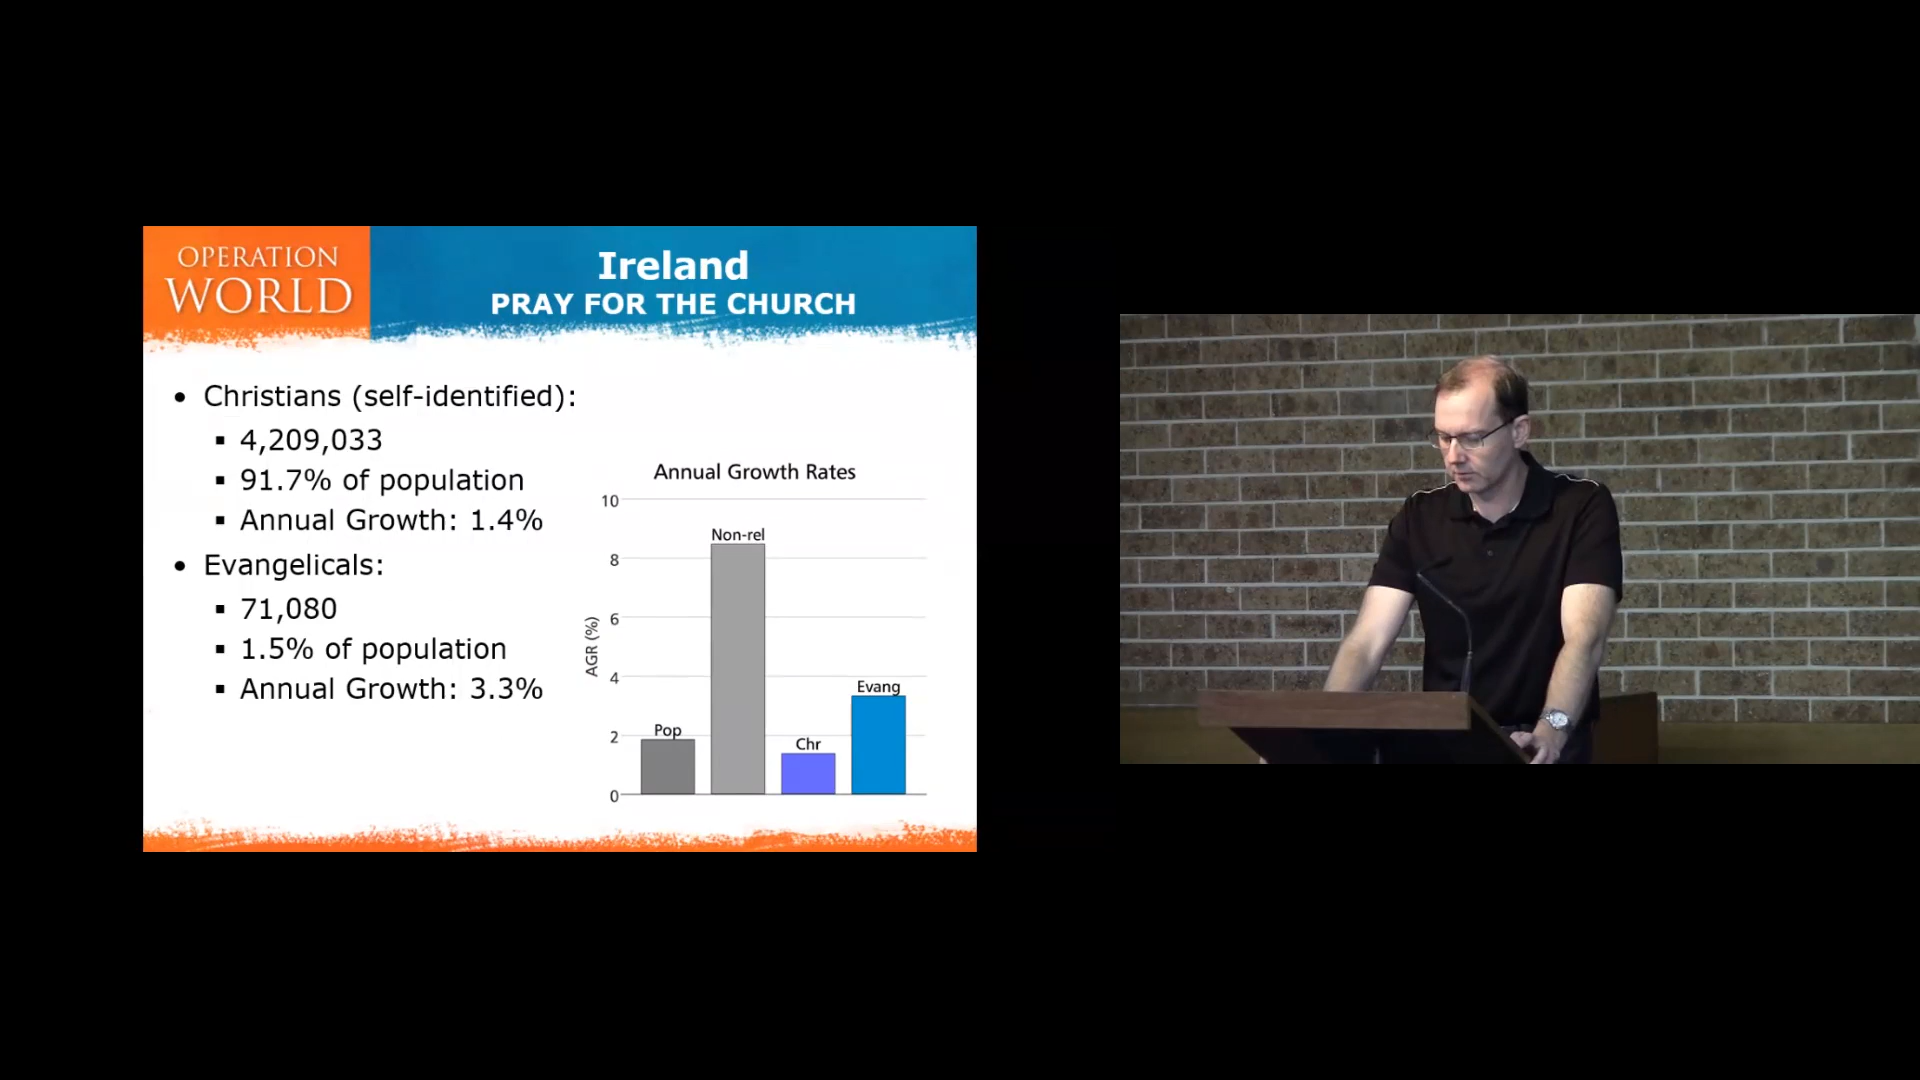 OPERATION
WORLD
Ireland
PRAY FOR THE CHURCH
• Christians (self-identified):
▪ 4,209,033
▪ 91.7% of population
▪ Annual Growth: 1.4%
• Evangelicals:
▪ 71,080
▪ 1.5% of population
▪ Annual Growth: 3.3%
Annual Growth Rates
10
8
6
4
2
0
AGR (%)
Pop
Non-rel
Chr
Evang